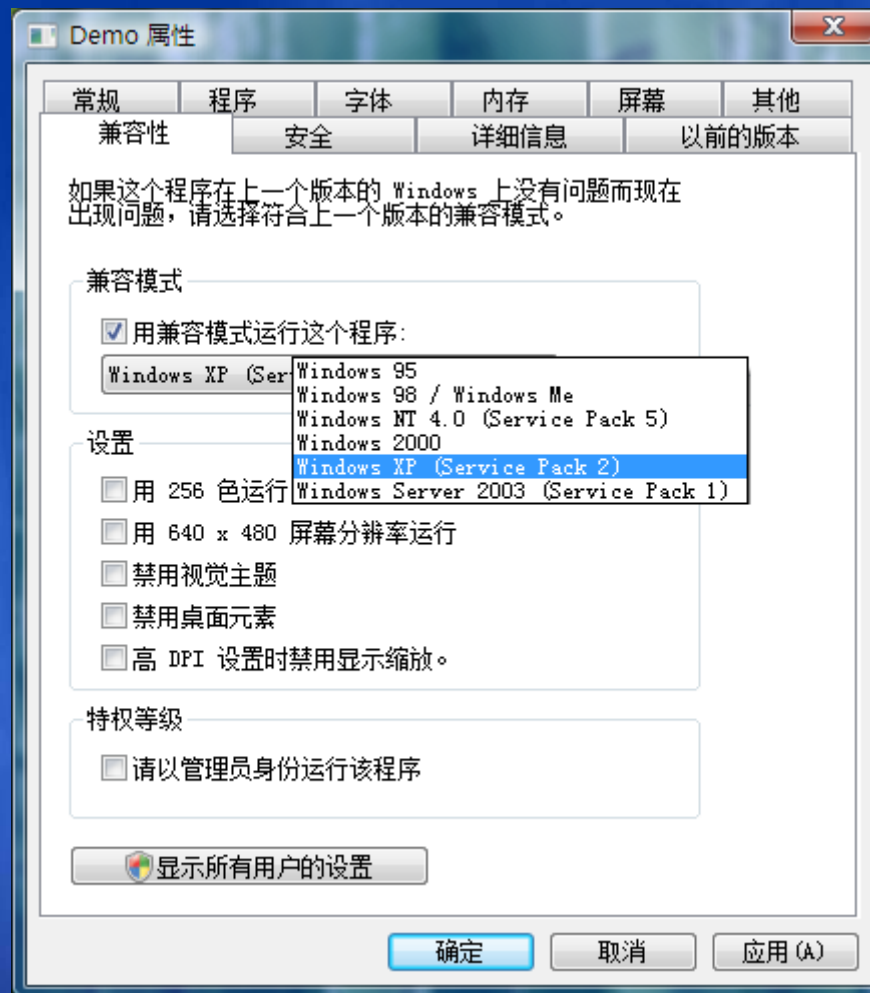 Demo 属性
常规 程序 字体 内存 屏幕 其他
兼容性 安全 详细信息 以前的版本
如果这个程序在上一个版本的 Windows 上没有问题而现在
出现问题，请选择符合上一个版本的兼容模式。
兼容模式
用兼容模式运行这个程序:
Windows XP (Ser
Windows 95
Windows 98 / Windows Me
Windows NT 4.0 (Service Pack 5)
Windows 2000
Windows XP (Service Pack 2)
Windows Server 2003 (Service Pack 1)
设置
用 256 色运行
用 640 x 480 屏幕分辨率运行
禁用视觉主题
禁用桌面元素
高 DPI 设置时禁用显示缩放。
特权等级
请以管理员身份运行该程序
显示所有用户的设置
确定 取消 应用(A)